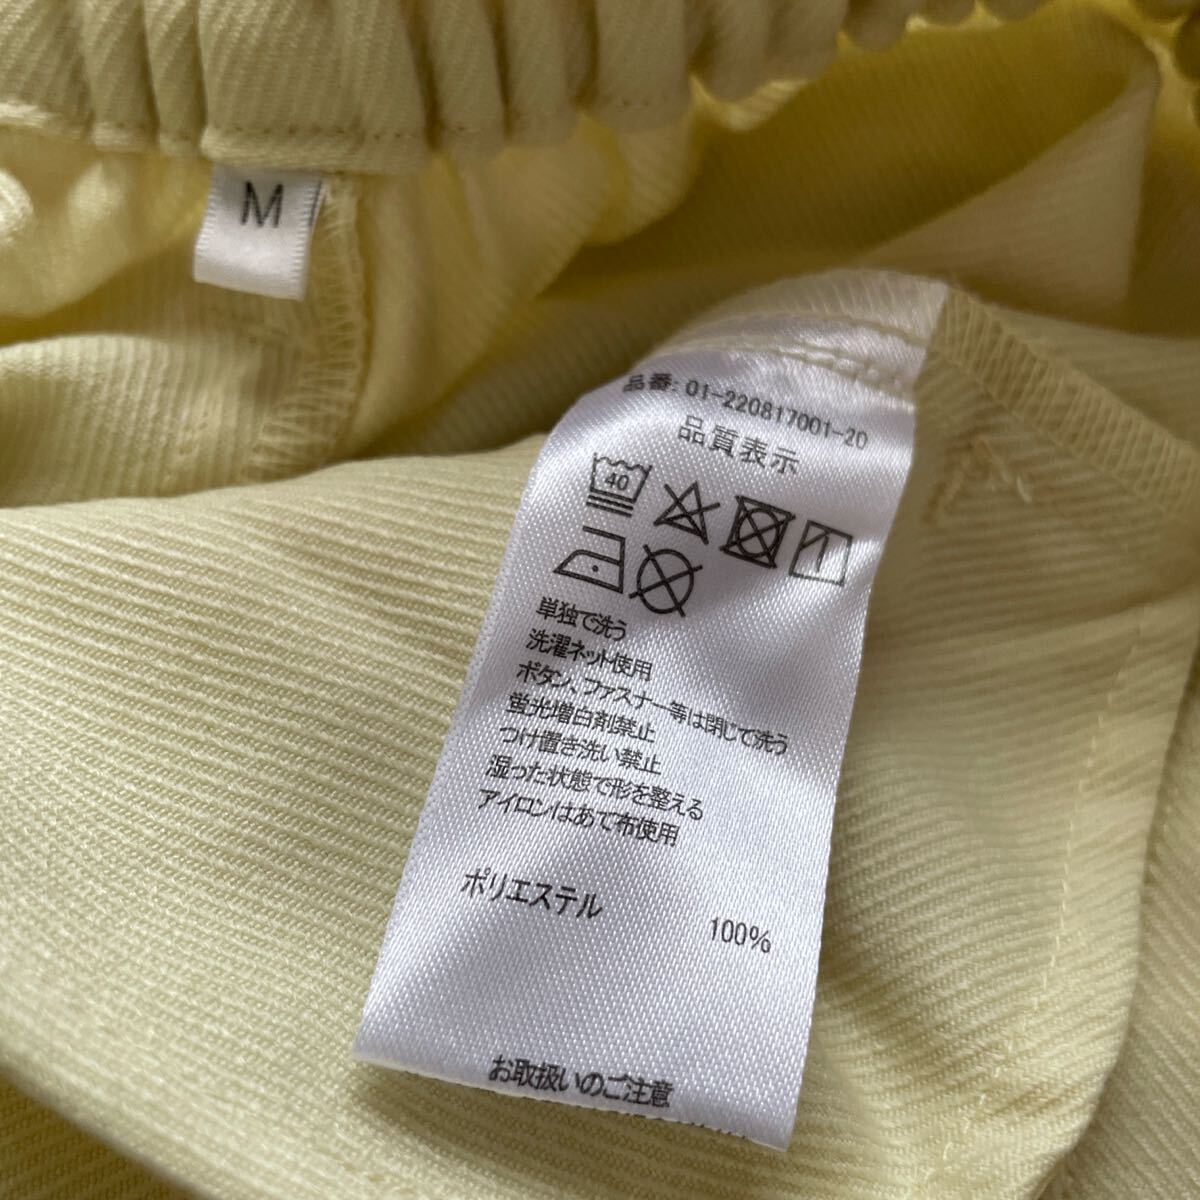 M
品番: 01-220817001-20
品質表示
40
単独で洗う
洗濯ネット使用
ボタン、ファスナー等は閉じて洗う
蛍光増白剤禁止
つけ置き洗い禁止
湿った状態で形を整える
アイロンはあて布使用
ポリエステル 100%
お取扱いのご注意